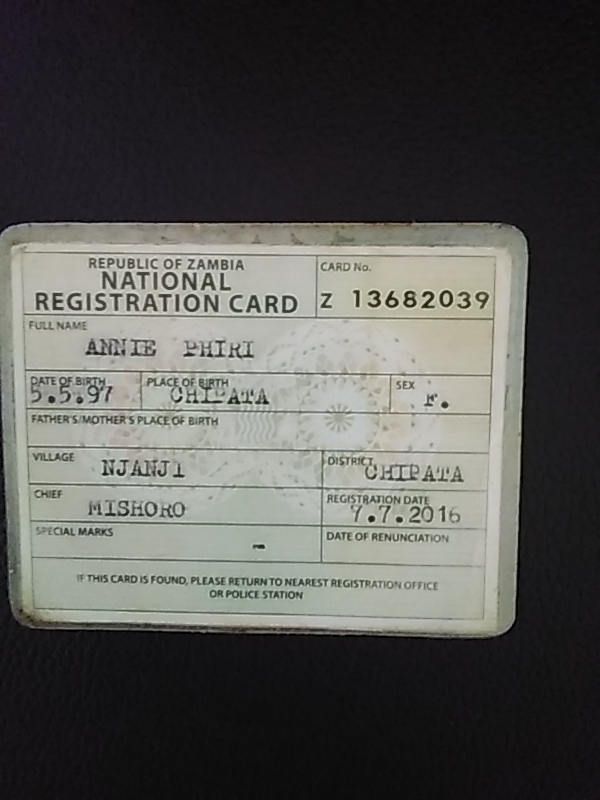 REPUBLIC OF ZAMBIA
NATIONAL
REGISTRATION CARD
CARD No.
Z 13682039
FULL NAME
ANNIE PHIRI
DATE OF BIRTH
5.5.97
PLACE OF BIRTH
CHIPATA
SEX
F.
FATHER'S/MOTHER'S PLACE OF BIRTH
VILLAGE
NJANJI
DISTRICT
CHIPATA
CHIEF
MISHORO
REGISTRATION DATE
7.7.2016
SPECIAL MARKS
-
DATE OF RENUNCIATION
IF THIS CARD IS FOUND, PLEASE RETURN TO NEAREST REGISTRATION OFFICE
OR POLICE STATION